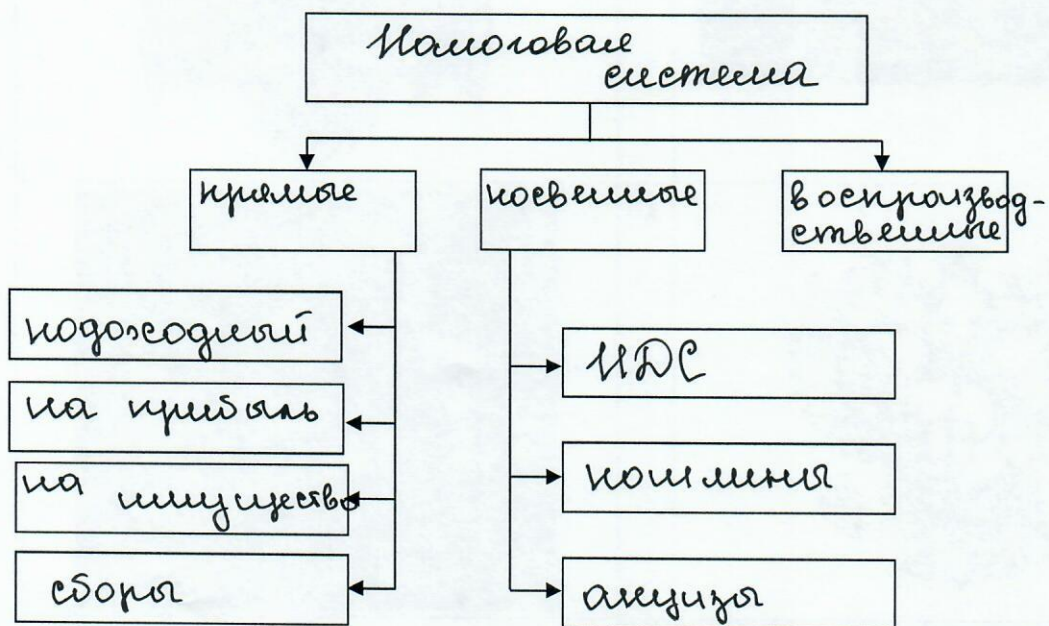 Налоговая
система
прямые
косвенные
воспроизвод-
ственные
подоходный
на прибыль
на имущество
сборы
НДС
пошлины
акцизы